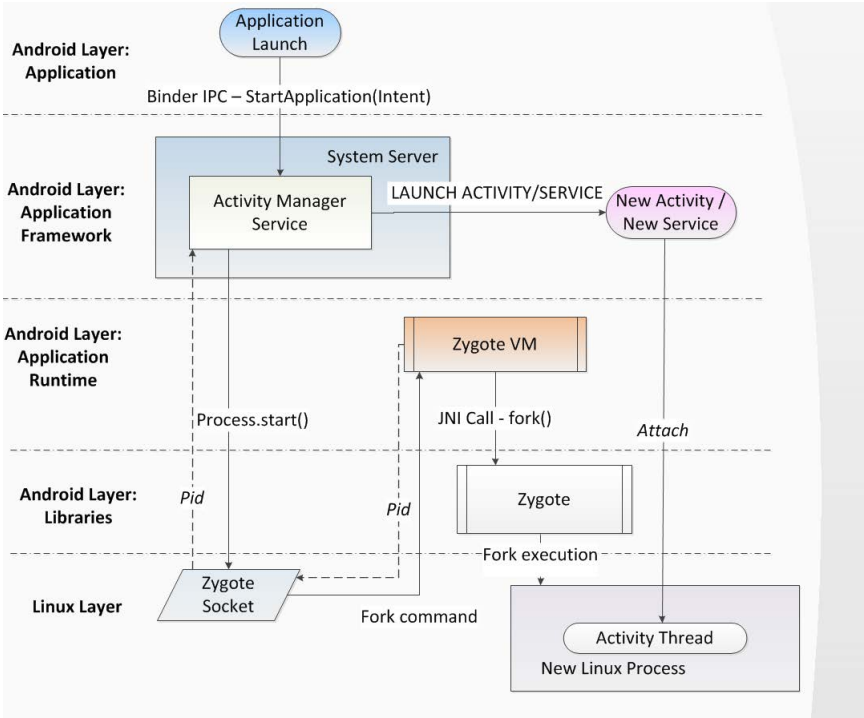 Application
Launch
Android Layer:
Application
Binder IPC – StartApplication(Intent)
System Server
Android Layer:
Application
Framework
Activity Manager
Service
LAUNCH ACTIVITY/SERVICE
New Activity /
New Service
Android Layer:
Application
Runtime
Zygote VM
Process.start()
JNI Call - fork()
Attach
Android Layer:
Libraries
Pid
Pid
Zygote
Fork execution
Linux Layer
Zygote
Socket
Fork command
Activity Thread
New Linux Process